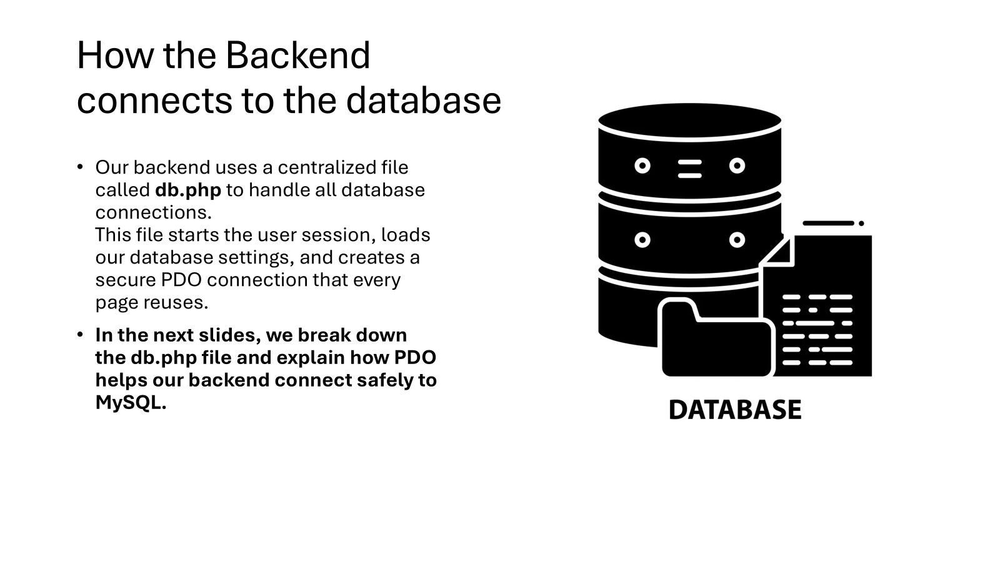 How the Backend
connects to the database
• Our backend uses a centralized file
called db.php to handle all database
connections.
This file starts the user session, loads
our database settings, and creates a
secure PDO connection that every
page reuses.
• In the next slides, we break down
the db.php file and explain how PDO
helps our backend connect safely to
MySQL.
DATABASE